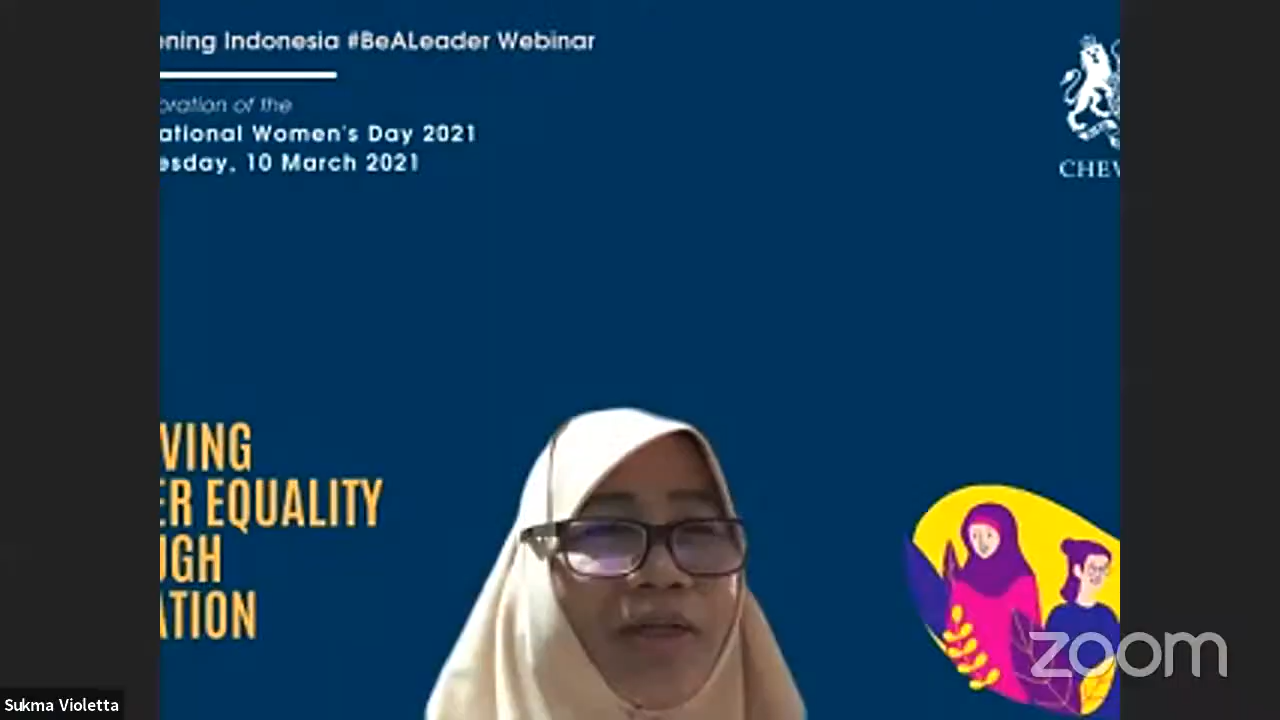 ening Indonesia #BeALeader Webinar
bration of the
ational Women's Day 2021
esday, 10 March 2021
CHEV
VING
ER EQUALITY
UGH
ATION
zoom
Sukma Violetta